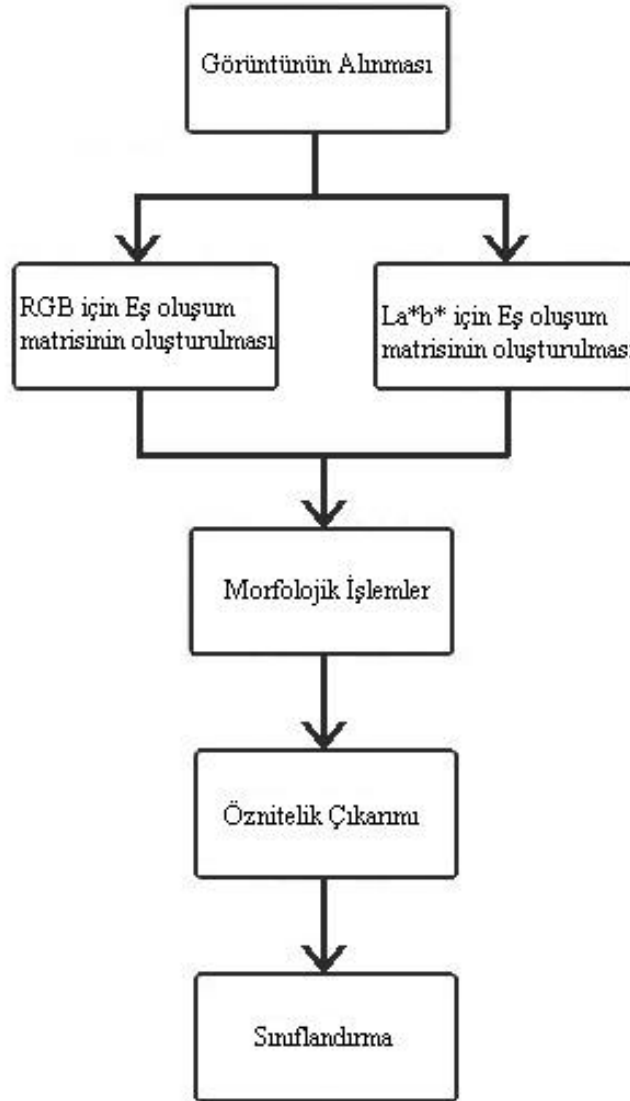 Görüntünün Alınması
RGB için Eş oluşum
matrisinin oluşturulması
La*b* için Eş oluşum
matrisinin oluşturulması
Morfolojik İşlemler
Öznitelik Çıkarımı
Sınıflandırma